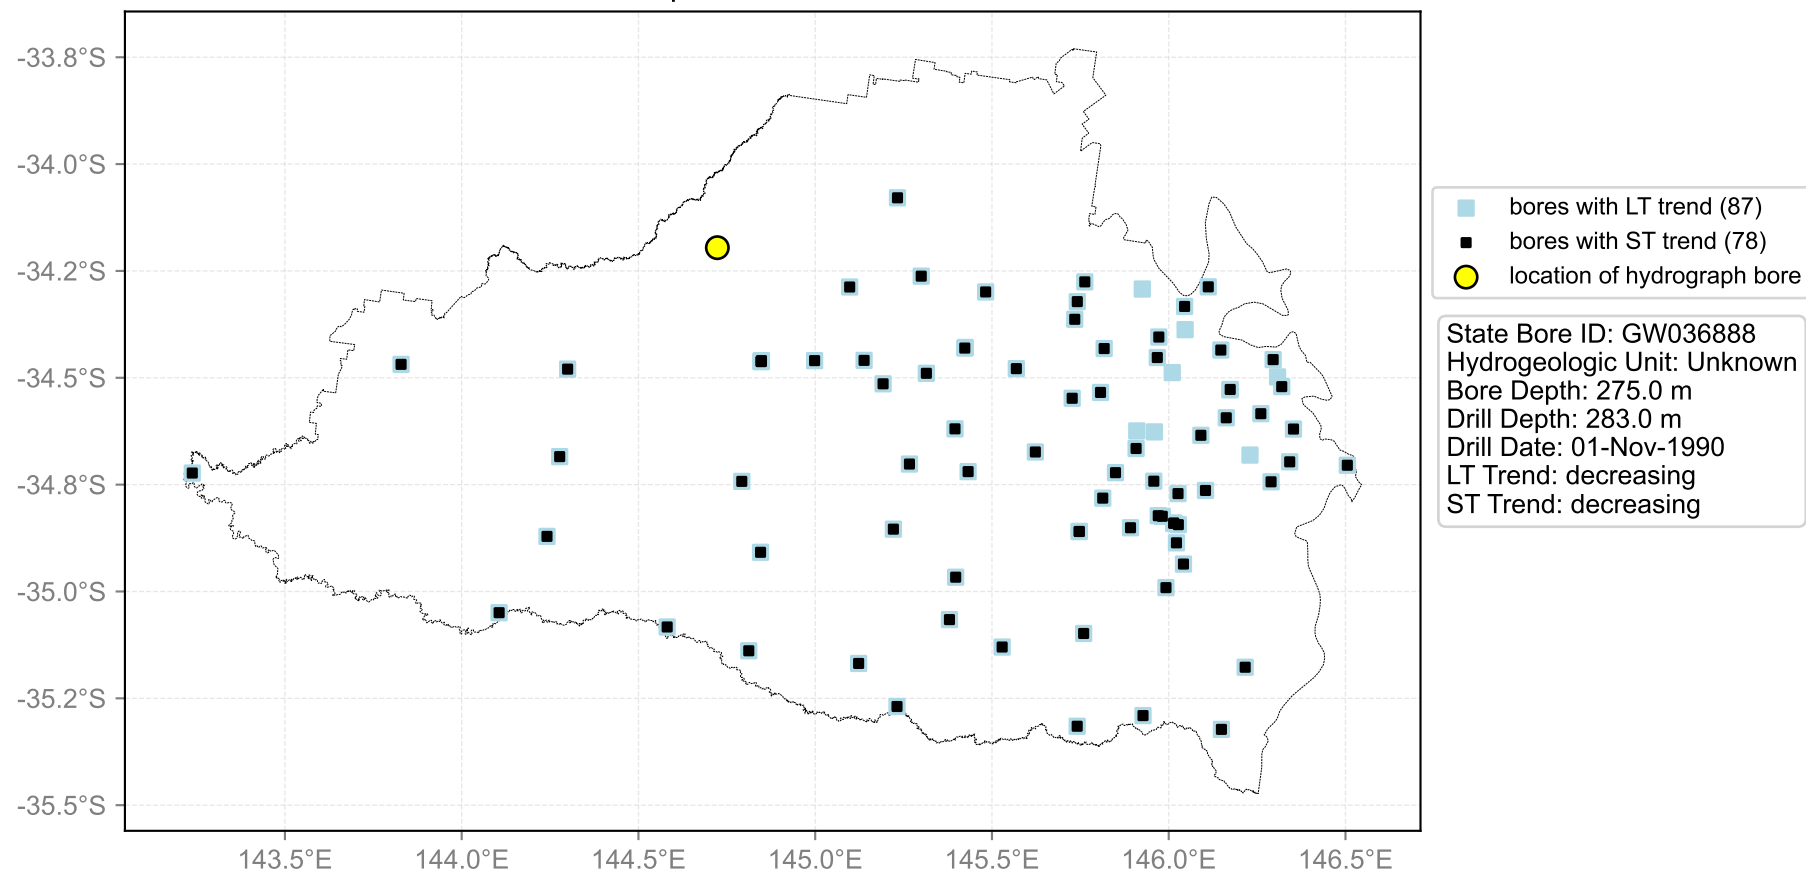 -33.8°S
-34.0°S
-34.2°S
-34.5°S
-34.8°S
-35.0°S
-35.2°S
-35.5°S
143.5°E
144.0°E
144.5°E
145.0°E
145.5°E
146.0°E
146.5°E
bores with LT trend (87)
bores with ST trend (78)
location of hydrograph bore
State Bore ID: GW036888
Hydrogeologic Unit: Unknown
Bore Depth: 275.0 m
Drill Depth: 283.0 m
Drill Date: 01-Nov-1990
LT Trend: decreasing
ST Trend: decreasing